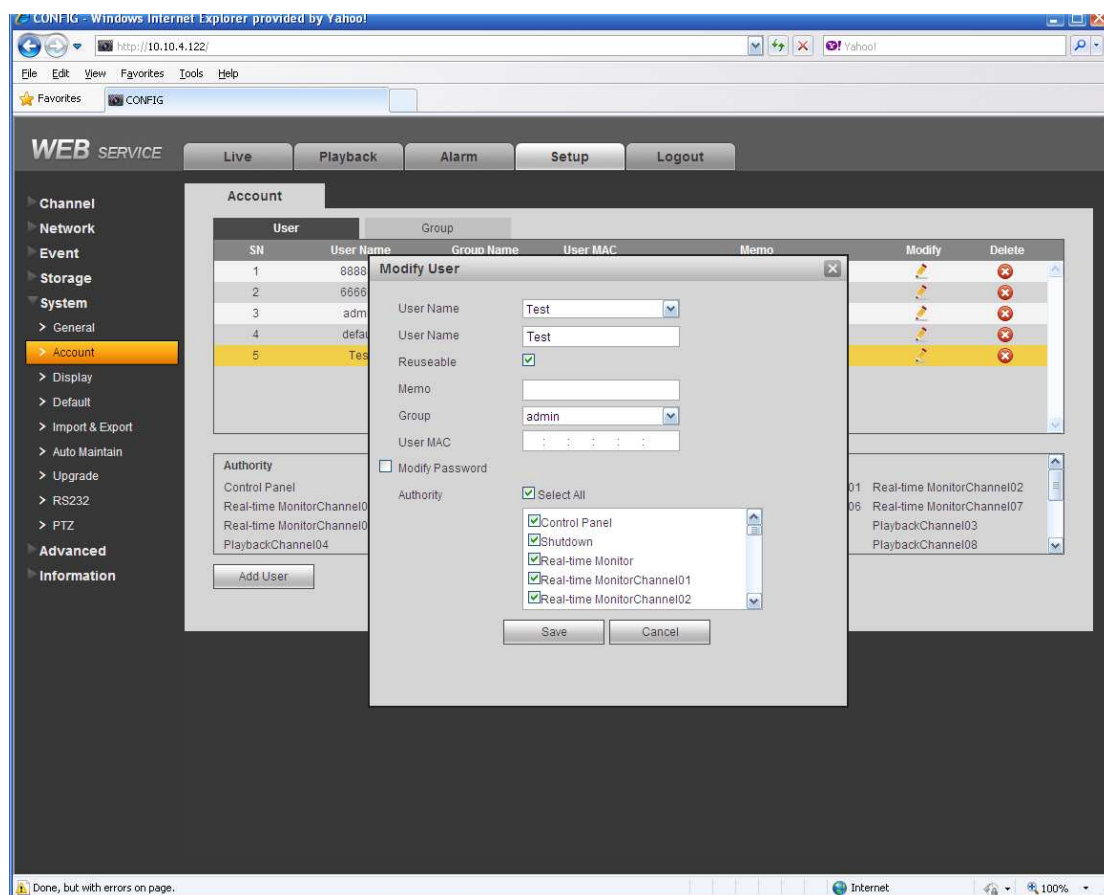 CONFIG - Windows Internet Explorer provided by Yahoo!
http://10.10.4.122/
Yahoo!
File Edit View Favorites Tools Help
Favorites CONFIG
WEB SERVICE
Live Playback Alarm Setup Logout
Channel
Network
Event
Storage
System
> General
> Account
> Display
> Default
> Import & Export
> Auto Maintain
> Upgrade
> RS232
> PTZ
Advanced
Information
Account
User Group
SN User Name Group Name User MAC Memo Modify Delete
1 8888
2 6666
3 adm
4 defau
5 Tes
Authority
Control Panel 01 Real-time MonitorChannel02
Real-time MonitorChannel0 06 Real-time MonitorChannel07
Real-time MonitorChannel0 PlaybackChannel03
PlaybackChannel04 PlaybackChannel08
Add User
Modify User
User Name Test
User Name Test
Reuseable
Memo
Group admin
User MAC : : : : :
Modify Password
Authority Select All
Control Panel
Shutdown
Real-time Monitor
Real-time MonitorChannel01
Real-time MonitorChannel02
Save Cancel
Done, but with errors on page. Internet 100%